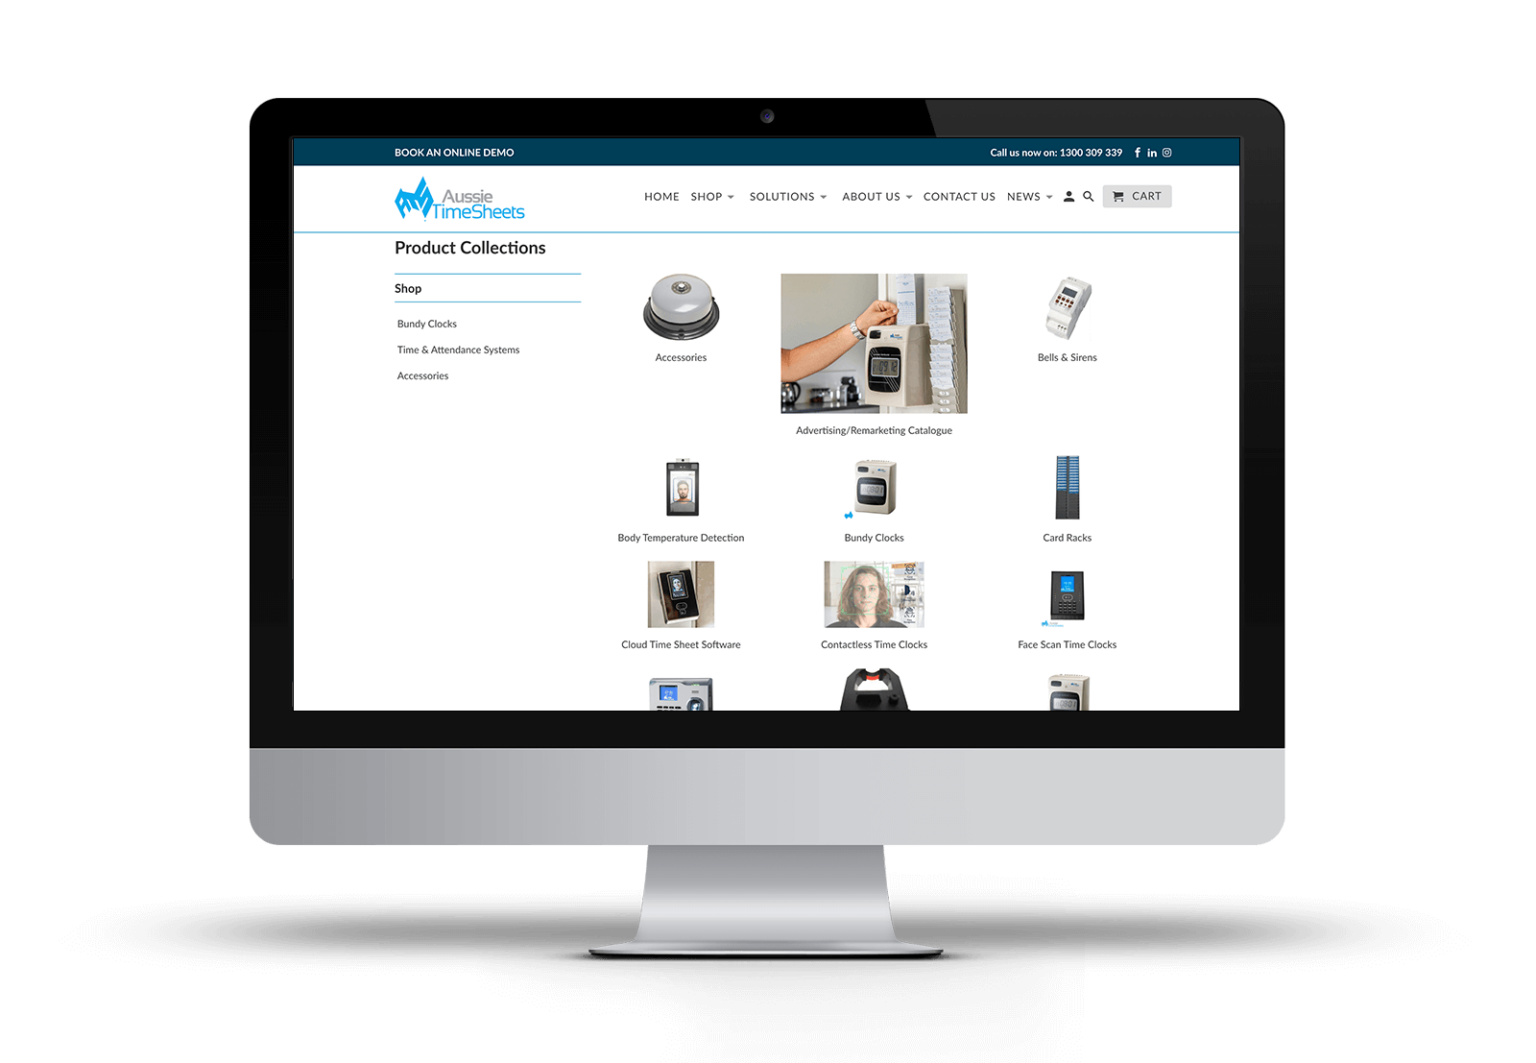 BOOK AN ONLINE DEMO
Call us now on: 1300 309 339
Aussie
TimeSheets
HOME SHOP SOLUTIONS ABOUT US CONTACT US NEWS CART
Product Collections
Shop
Bundy Clocks
Time & Attendance Systems
Accessories
Accessories
Advertising/Remarketing Catalogue
Bells & Sirens
Body Temperature Detection
Bundy Clocks
Card Racks
Cloud Time Sheet Software
Contactless Time Clocks
Face Scan Time Clocks